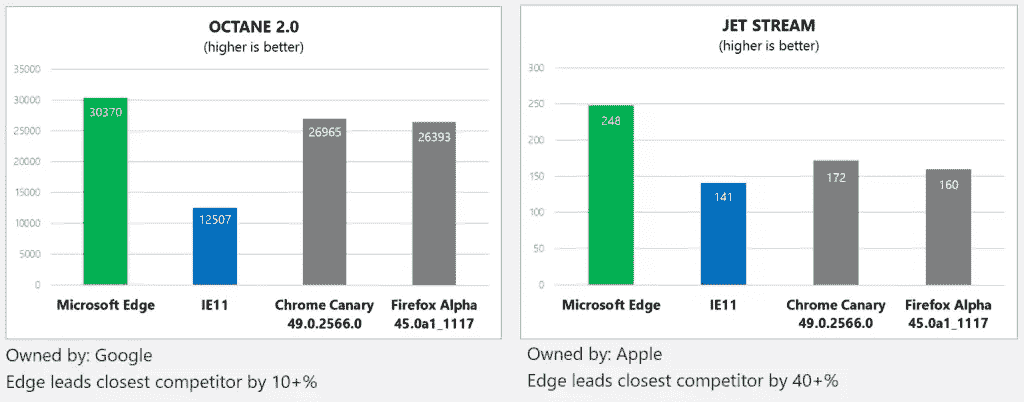 OCTANE 2.0
(higher is better)
35000
30000
25000
20000
15000
10000
5000
0
30370
12507
26965
26393
Microsoft Edge
IE11
Chrome Canary
49.0.2566.0
Firefox Alpha
45.0a1_1117
Owned by: Google
Edge leads closest competitor by 10+%
JET STREAM
(higher is better)
300
250
200
150
100
50
0
248
141
172
160
Microsoft Edge
IE11
Chrome Canary
49.0.2566.0
Firefox Alpha
45.0a1_1117
Owned by: Apple
Edge leads closest competitor by 40+%